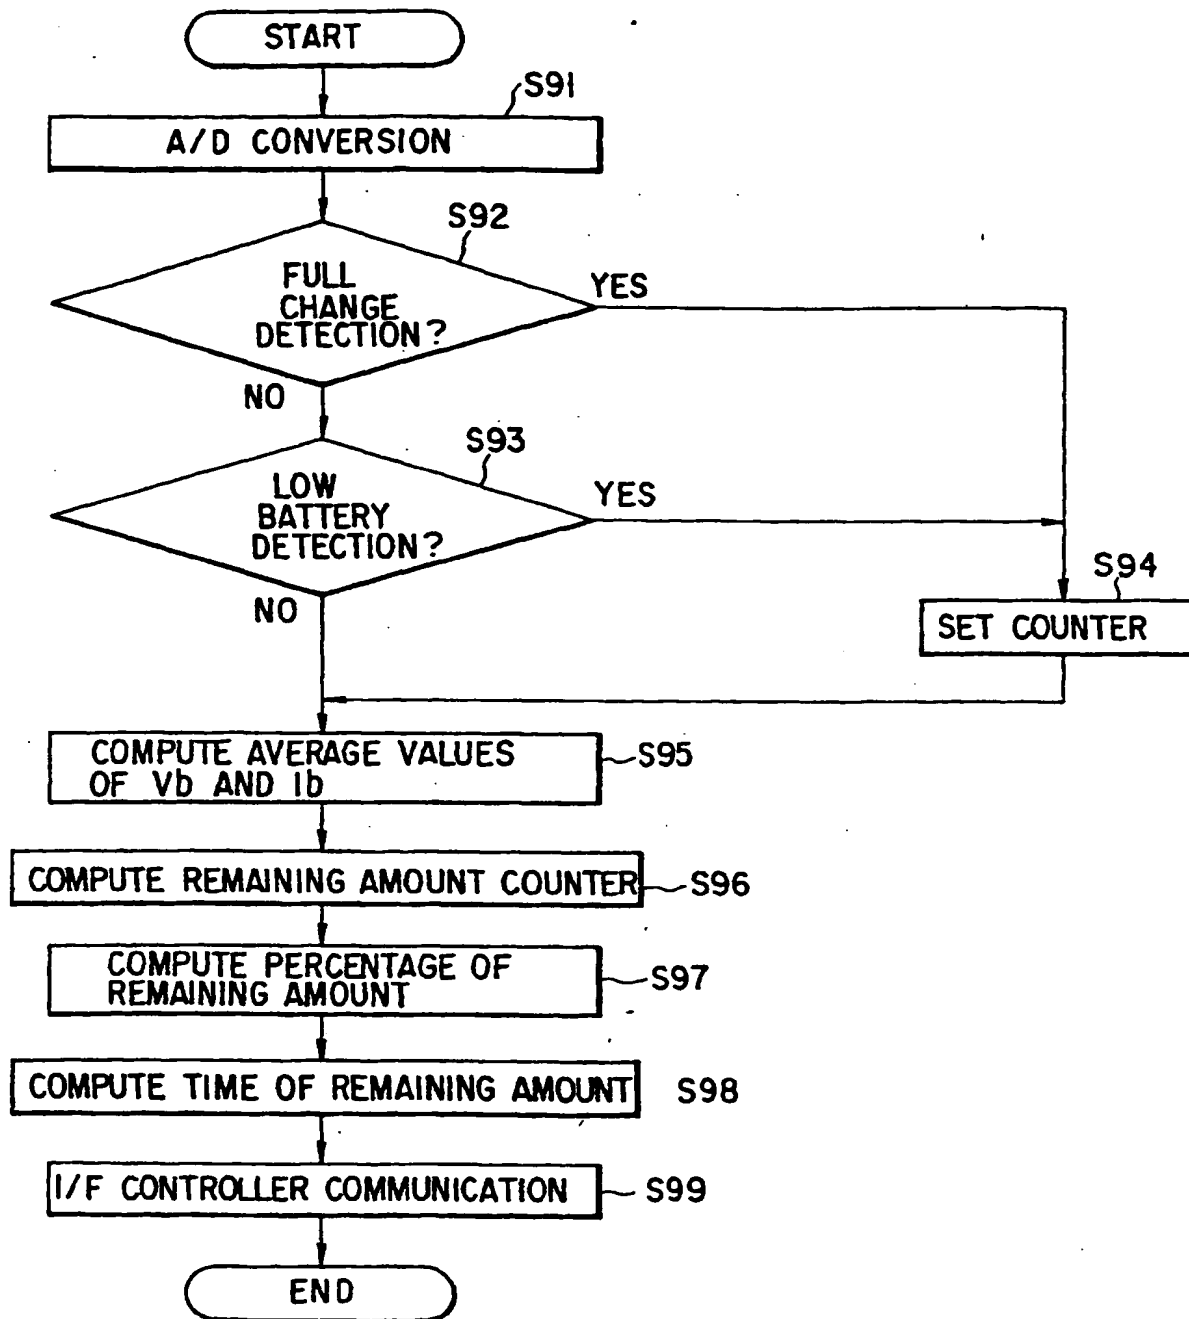 START
S91
A/D CONVERSION
S92
FULL
CHANGE
DETECTION?
YES
NO
S93
LOW
BATTERY
DETECTION?
YES
NO
S94
SET COUNTER
COMPUTE AVERAGE VALUES
OF Vb AND Ib
S95
COMPUTE REMAINING AMOUNT COUNTER
S96
COMPUTE PERCENTAGE OF
REMAINING AMOUNT
S97
COMPUTE TIME OF REMAINING AMOUNT
S98
I/F CONTROLLER COMMUNICATION
S99
END